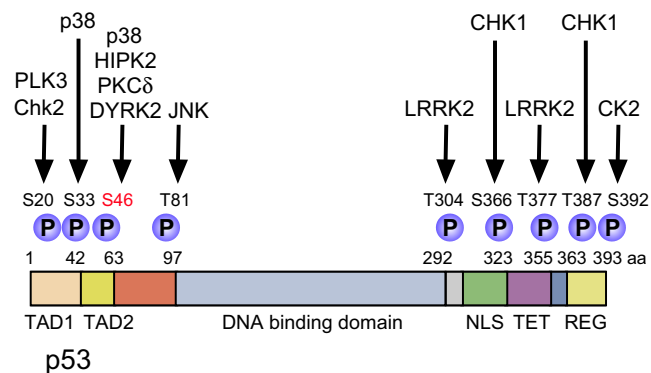 p38 p38 CHK1 CHK1
HIPK2
PLK3 PKCδ
Chk2 DYRK2 JNK LRRK2 LRRK2 CK2
S20 S33 S46 T81 T304 S366 T377 T387 S392
P P P P P P P P P
1 42 63 97 292 323 355 363 393 aa
TAD1 TAD2 DNA binding domain NLS TET REG
p53